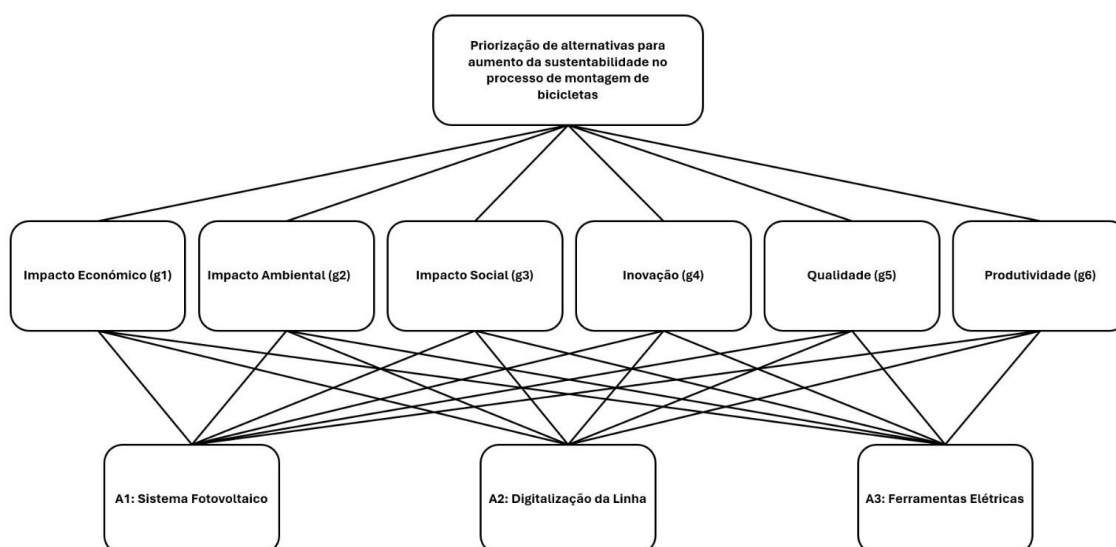 Priorização de alternativas para
aumento da sustentabilidade no
processo de montagem de
bicicletas
Impacto Económico (g1)
Impacto Ambiental (g2)
Impacto Social (g3)
Inovação (g4)
Qualidade (g5)
Produtividade (g6)
A1: Sistema Fotovoltaico
A2: Digitalização da Linha
A3: Ferramentas Elétricas